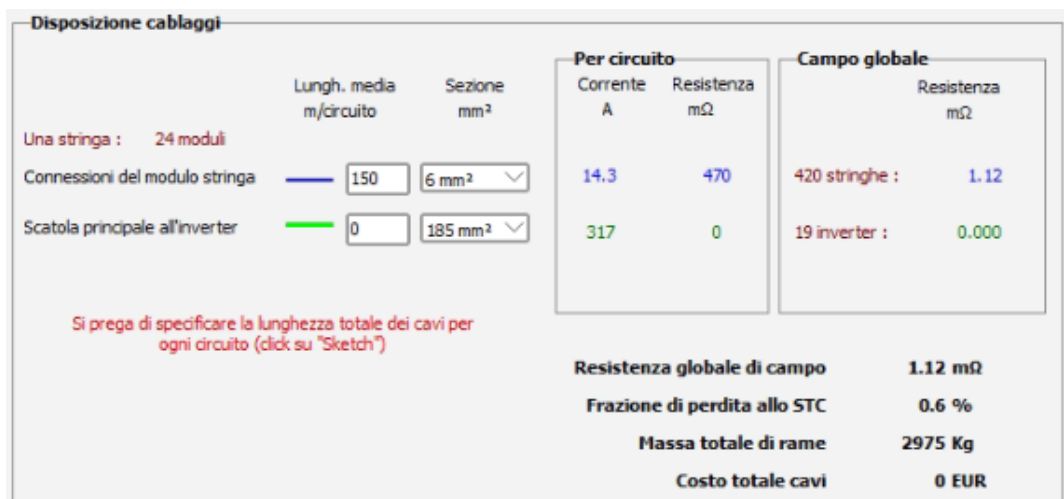 Disposizione cablaggi
Per circuito
Campo globale
Lungh. media Sezione Corrente Resistenza Resistenza
m/circuito mm² A mΩ mΩ
Una stringa : 24 moduli
Connessioni del modulo stringa 150 6 mm² 14.3 470 420 stringhe : 1.12
Scatola principale all'inverter 0 185 mm² 317 0 19 inverter : 0.000
Si prega di specificare la lunghezza totale dei cavi per
ogni circuito (click su "Sketch")
Resistenza globale di campo 1.12 mΩ
Frazione di perdita allo STC 0.6 %
Massa totale di rame 2975 Kg
Costo totale cavi 0 EUR